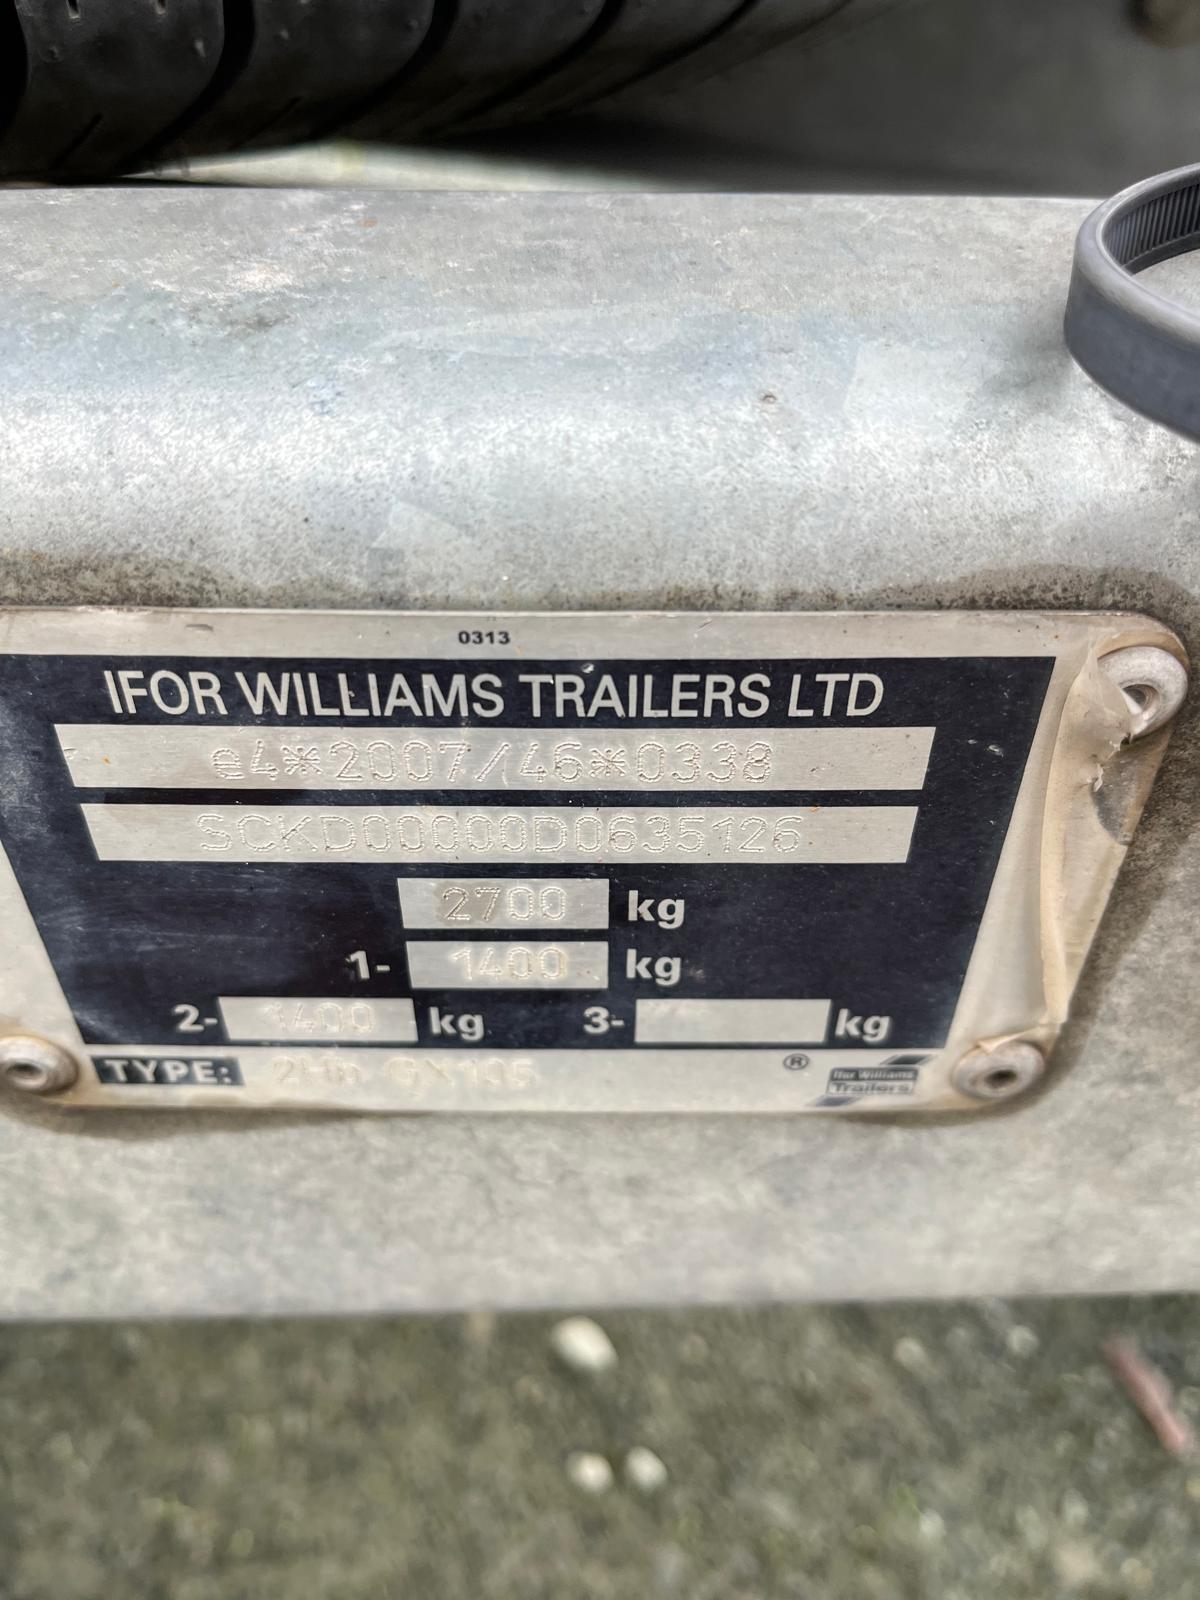 0313
IFOR WILLIAMS TRAILERS LTD
e4*2007/46*0338
SCKD00000D0635126
2700 kg
1- 1400 kg
2- 1400 kg 3- kg
TYPE: 2Hb GX105 ®
Ifor Williams
Trailers